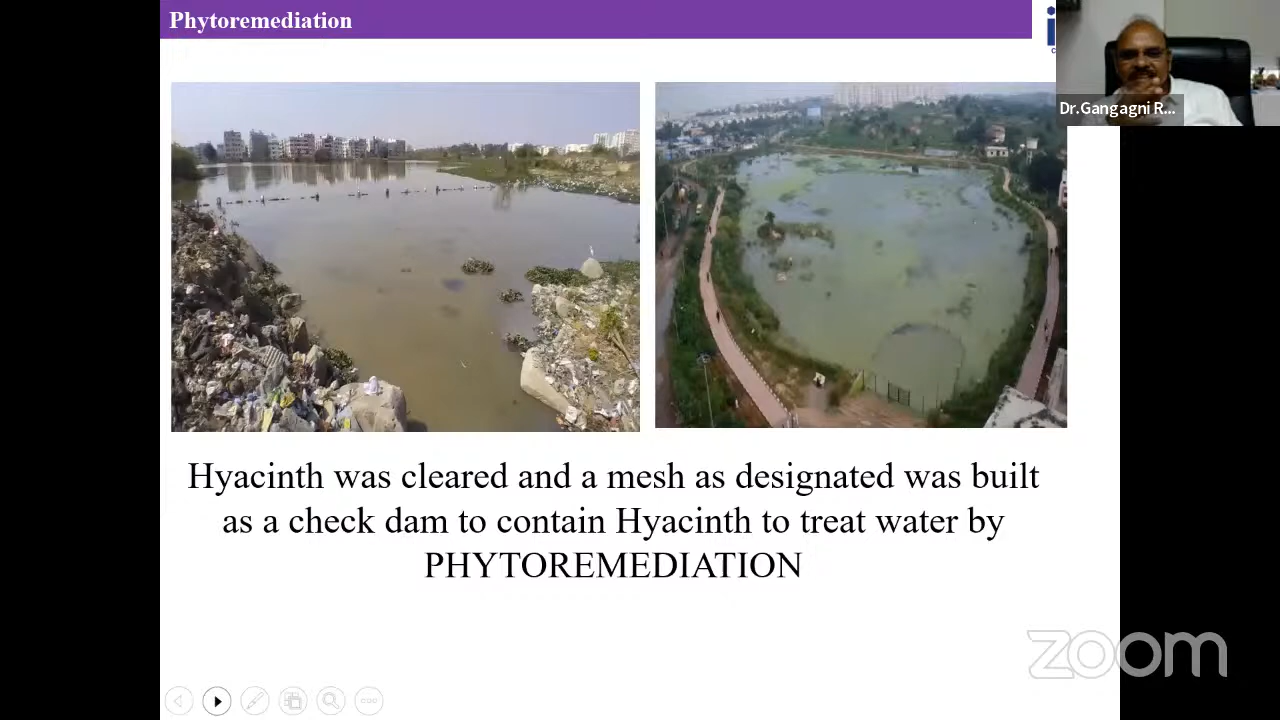 Phytoremediation
Dr.Gangagni R...
Hyacinth was cleared and a mesh as designated was built
as a check dam to contain Hyacinth to treat water by
PHYTOREMEDIATION
zoom